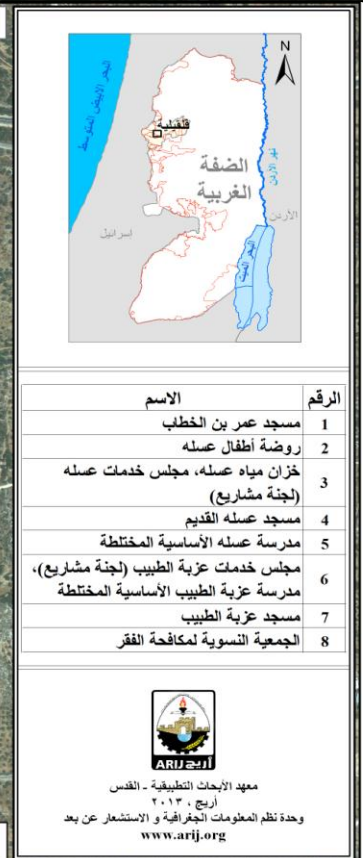 N
البحر الابيض المتوسط
قلقيلية
الضفة
الغربية
نهر الأردن
الأردن
إسرائيل
البحر الميت
الرقم الاسم
1 مسجد عمر بن الخطاب
2 روضة أطفال عسله
3 خزان مياه عسله، مجلس خدمات عسله
(لجنة مشاريع)
4 مسجد عسله القديم
5 مدرسة عسله الأساسية المختلطة
6 مجلس خدمات عزبة الطبيب (لجنة مشاريع)،
مدرسة عزبة الطبيب الأساسية المختلطة
7 مسجد عزبة الطبيب
8 الجمعية النسوية لمكافحة الفقر
أريج ARIJ
معهد الأبحاث التطبيقية - القدس
أريج ، ٢٠١٣
وحدة نظم المعلومات الجغرافية و الاستشعار عن بعد
www.arij.org